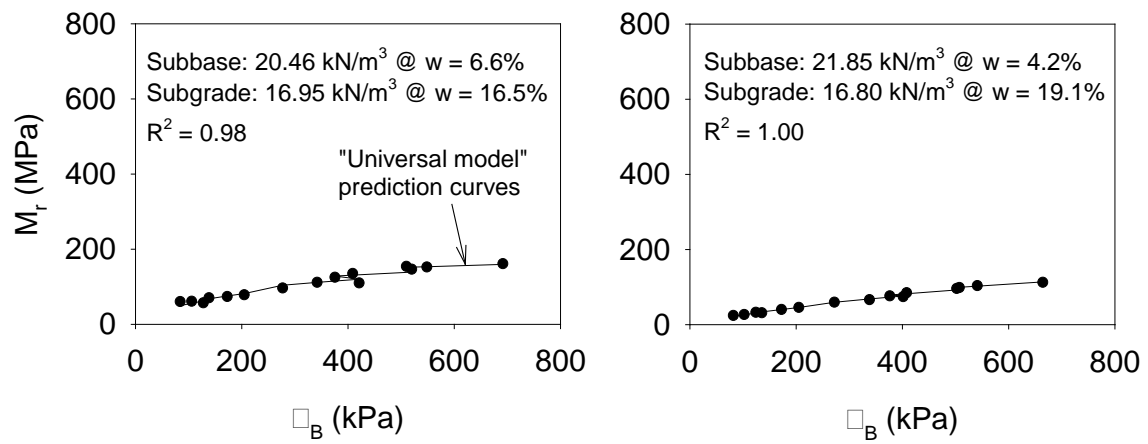 800
600
400
200
0
M_r (MPa)
Subbase: 20.46 kN/m³ @ w = 6.6%
Subgrade: 16.95 kN/m³ @ w = 16.5%
R² = 0.98
"Universal model"
prediction curves
0 200 400 600 800
□_B (kPa)
800
600
400
200
0
Subbase: 21.85 kN/m³ @ w = 4.2%
Subgrade: 16.80 kN/m³ @ w = 19.1%
R² = 1.00
0 200 400 600 800
□_B (kPa)